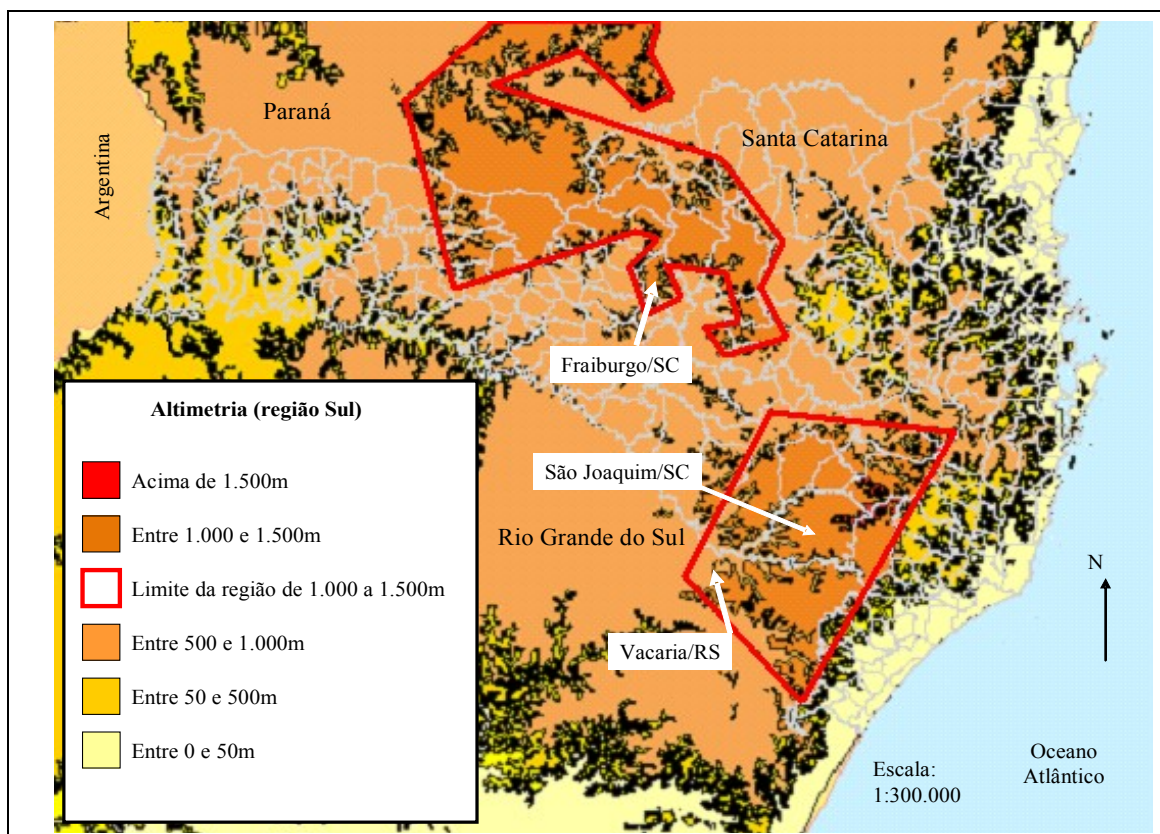 Paraná
Santa Catarina
Argentina
Fraiburgo/SC
Altimetria (região Sul)
Acima de 1.500m
Entre 1.000 e 1.500m
Limite da região de 1.000 a 1.500m
Entre 500 e 1.000m
Entre 50 e 500m
Entre 0 e 50m
São Joaquim/SC
Rio Grande do Sul
Vacaria/RS
N
Escala:
1:300.000
Oceano
Atlântico